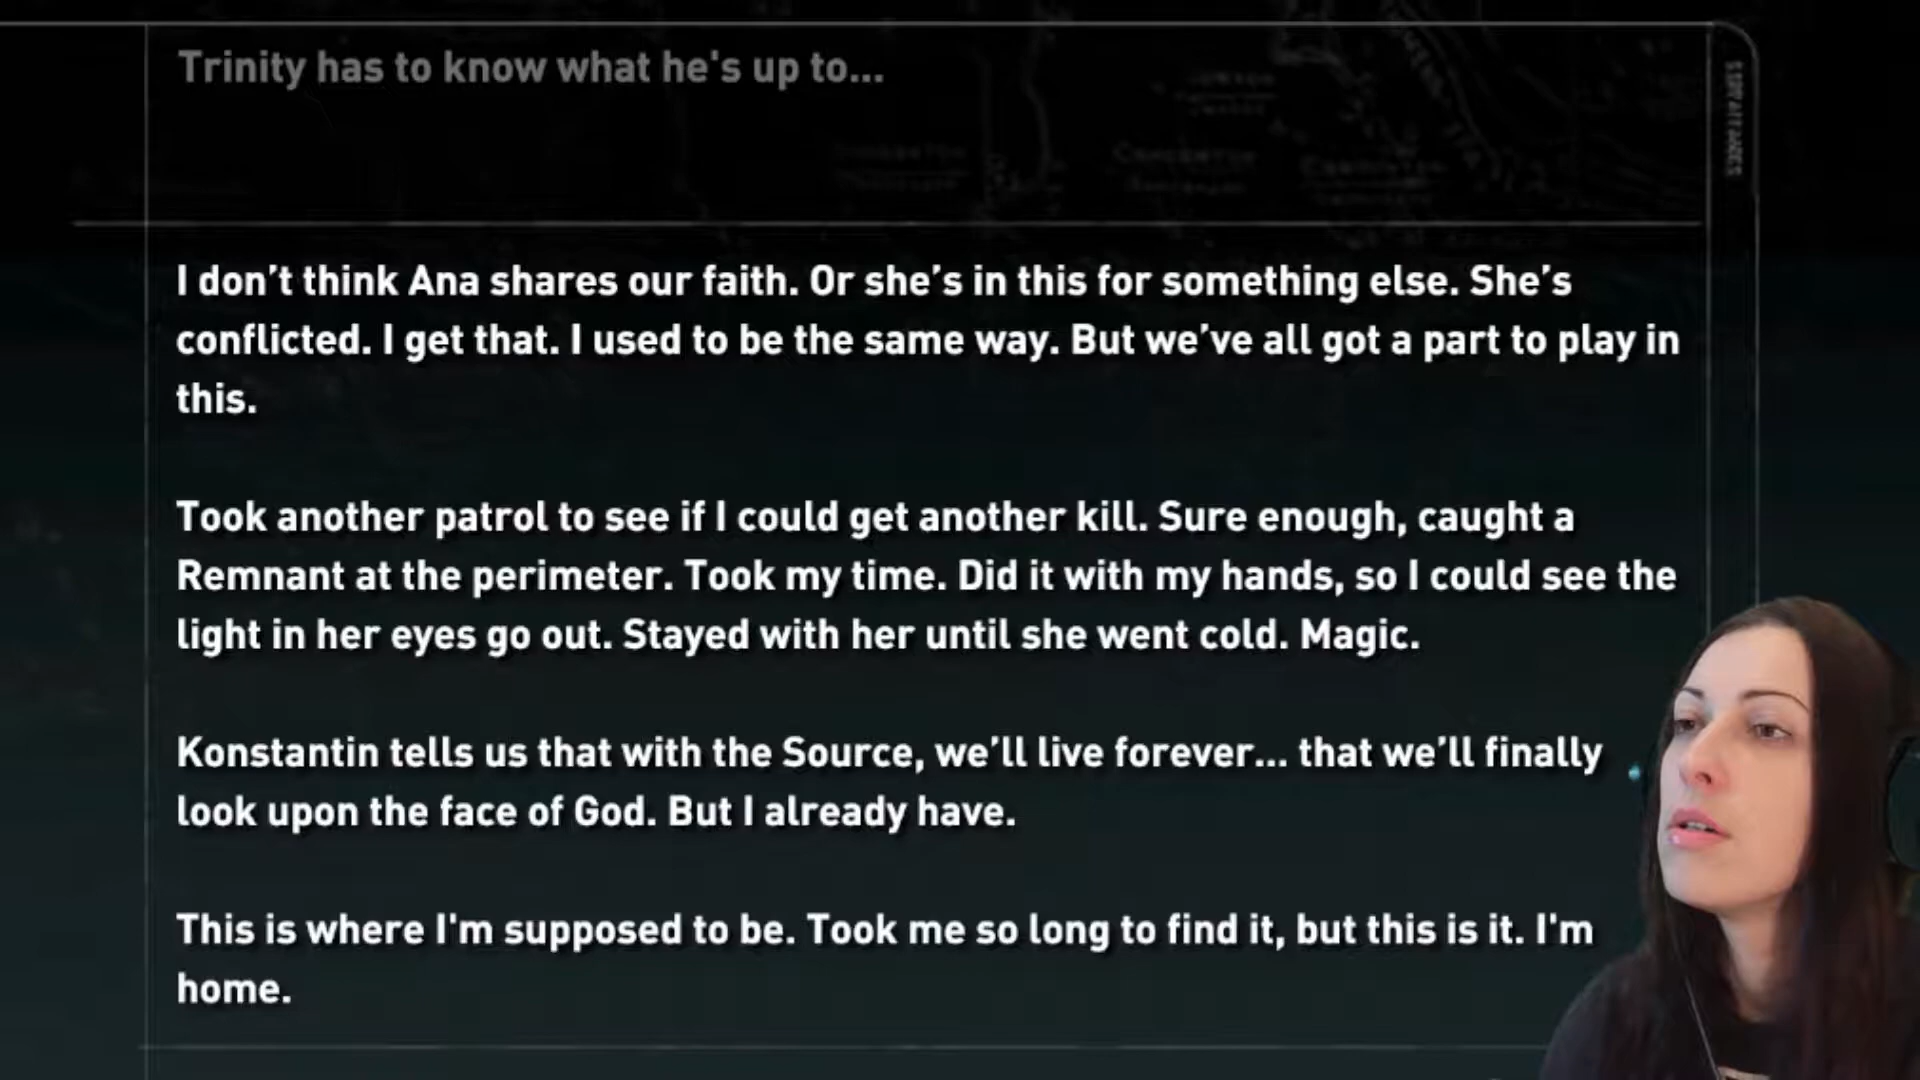 Trinity has to know what he's up to...
I don’t think Ana shares our faith. Or she’s in this for something else. She’s
conflicted. I get that. I used to be the same way. But we’ve all got a part to play in
this.
Took another patrol to see if I could get another kill. Sure enough, caught a
Remnant at the perimeter. Took my time. Did it with my hands, so I could see the
light in her eyes go out. Stayed with her until she went cold. Magic.
Konstantin tells us that with the Source, we’ll live forever... that we’ll finally
look upon the face of God. But I already have.
This is where I'm supposed to be. Took me so long to find it, but this is it. I'm
home.